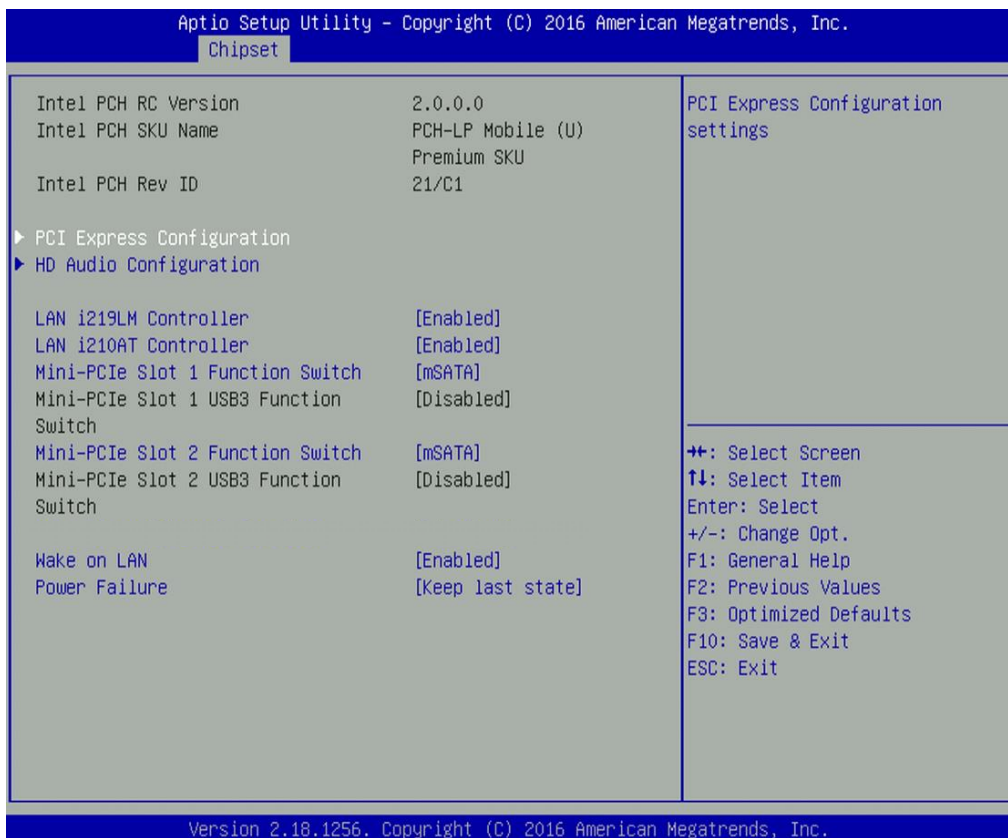 Aptio Setup Utility – Copyright (C) 2016 American Megatrends, Inc.
Chipset
Intel PCH RC Version 2.0.0.0
Intel PCH SKU Name PCH-LP Mobile (U)
Premium SKU
Intel PCH Rev ID 21/C1
▶ PCI Express Configuration
▶ HD Audio Configuration
LAN i219LM Controller [Enabled]
LAN i210AT Controller [Enabled]
Mini-PCIe Slot 1 Function Switch [mSATA]
Mini-PCIe Slot 1 USB3 Function [Disabled]
Switch
Mini-PCIe Slot 2 Function Switch [mSATA]
Mini-PCIe Slot 2 USB3 Function [Disabled]
Switch
Wake on LAN [Enabled]
Power Failure [Keep last state]
PCI Express Configuration
settings
→←: Select Screen
↑↓: Select Item
Enter: Select
+/-: Change Opt.
F1: General Help
F2: Previous Values
F3: Optimized Defaults
F10: Save & Exit
ESC: Exit
Version 2.18.1256. Copyright (C) 2016 American Megatrends, Inc.